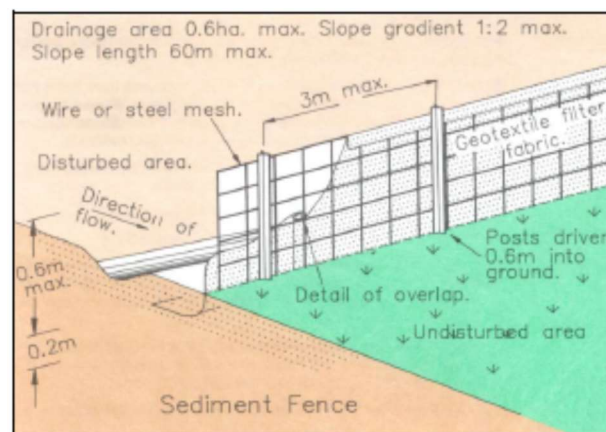 Drainage area 0.6ha. max. Slope gradient 1:2 max.
Slope length 60m max.
3m max.
Wire or steel mesh.
Geotextile filter
fabric.
Disturbed area.
Direction of
flow.
Posts driven
0.6m into
ground.
0.6m
max.
Detail of overlap.
Undisturbed area
0.2m
Sediment Fence